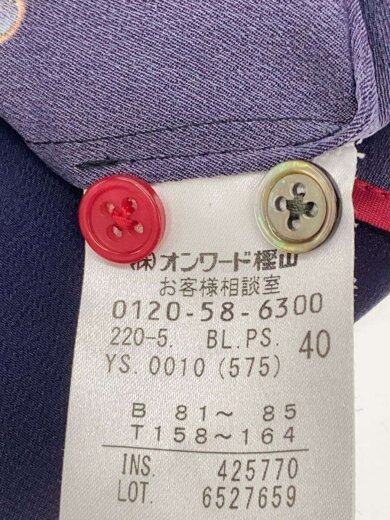 (株)オンワード樫山
お客様相談室
0120-58-6300
220-5. BL.PS. 40
YS. 0010 (575)
B 81〜 85
T 158〜164
INS. 425770
LOT. 6527659